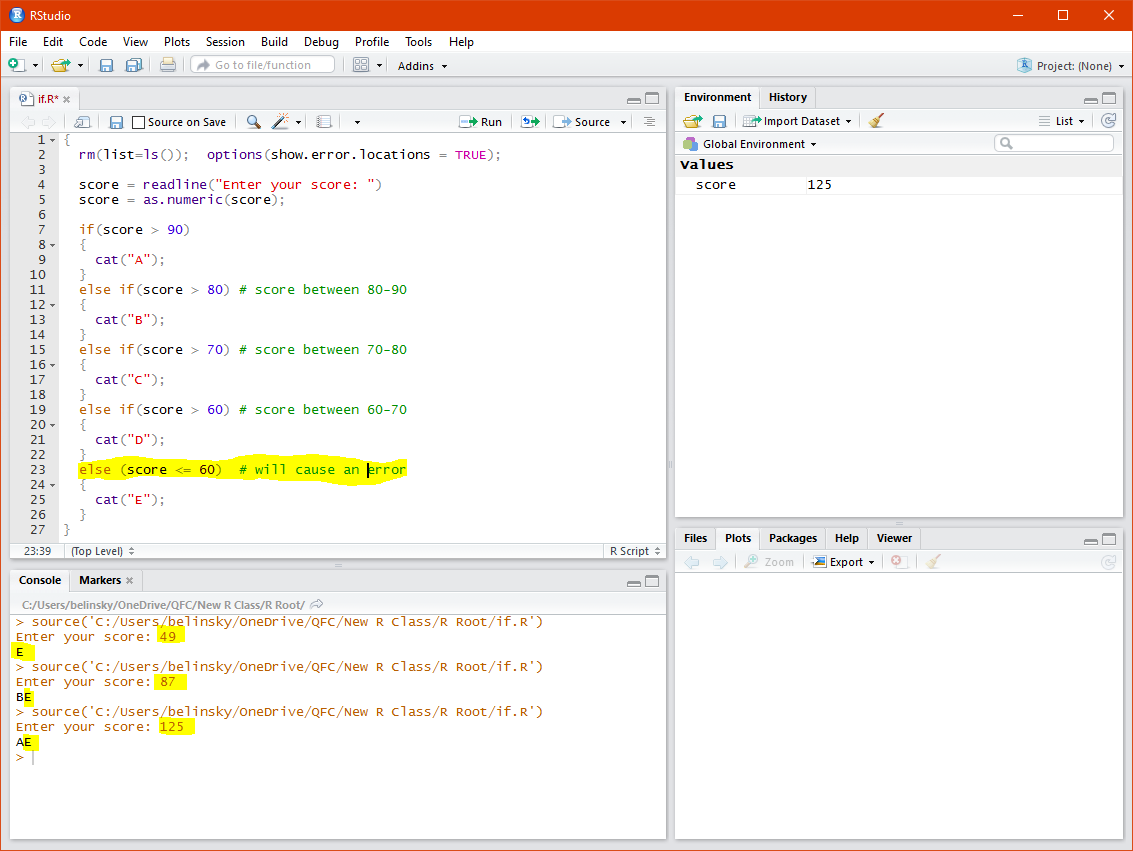 RStudio
File Edit Code View Plots Session Build Debug Profile Tools Help
Go to file/function Addins Project: (None)
if.R*
Source on Save Run Source
1 {
2 rm(list=ls()); options(show.error.locations = TRUE);
3
4 score = readline("Enter your score: ")
5 score = as.numeric(score);
6
7 if(score > 90)
8 {
9 cat("A");
10 }
11 else if(score > 80) # score between 80-90
12 {
13 cat("B");
14 }
15 else if(score > 70) # score between 70-80
16 {
17 cat("C");
18 }
19 else if(score > 60) # score between 60-70
20 {
21 cat("D");
22 }
23 else (score <= 60) # will cause an error
24 {
25 cat("E");
26 }
27 }
23:39 (Top Level) R Script
Console Markers
C:/Users/belinsky/OneDrive/QFC/New R Class/R Root/
> source('C:/Users/belinsky/OneDrive/QFC/New R Class/R Root/if.R')
Enter your score: 49
E
> source('C:/Users/belinsky/OneDrive/QFC/New R Class/R Root/if.R')
Enter your score: 87
BE
> source('C:/Users/belinsky/OneDrive/QFC/New R Class/R Root/if.R')
Enter your score: 125
AE
>
Environment History
Import Dataset List
Global Environment
Values
score 125
Files Plots Packages Help Viewer
Zoom Export